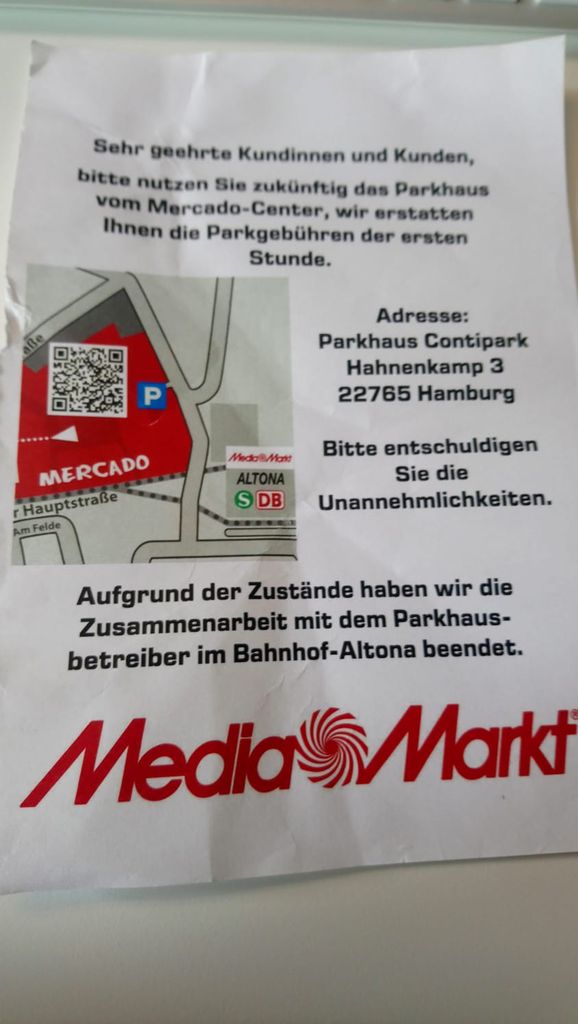 Sehr geehrte Kundinnen und Kunden,
bitte nutzen Sie zukünftig das Parkhaus
vom Mercado-Center, wir erstatten
Ihnen die Parkgebühren der ersten
Stunde.
aße
P
MERCADO
r Hauptstraße
Am Felde
MediaMarkt
ALTONA
S DB
Adresse:
Parkhaus Contipark
Hahnenkamp 3
22765 Hamburg
Bitte entschuldigen
Sie die
Unannehmlichkeiten.
Aufgrund der Zustände haben wir die
Zusammenarbeit mit dem Parkhaus-
betreiber im Bahnhof-Altona beendet.
MediaMarkt®